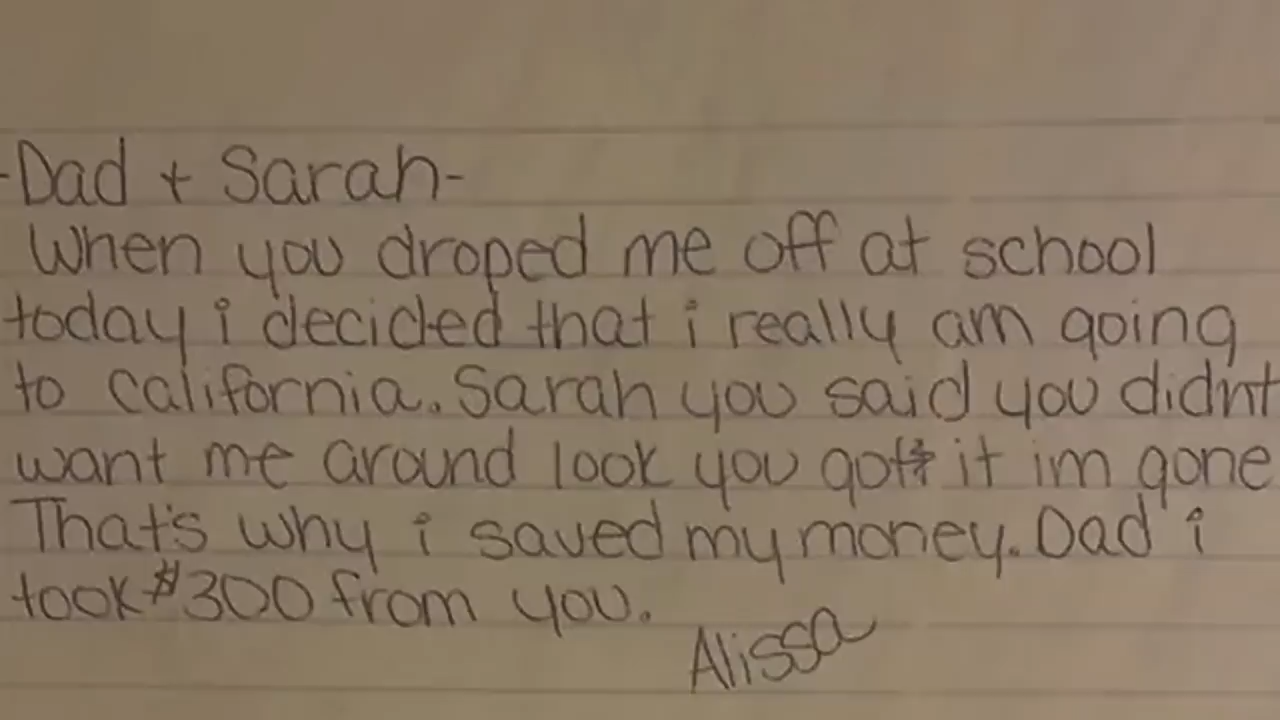 -Dad + Sarah-
When you droped me off at school
today i decided that i really am going
to california. Sarah you said you didnt
want me around look you got it im gone
That's why i saved my money. Dad i
took $300 from you.
Alissa